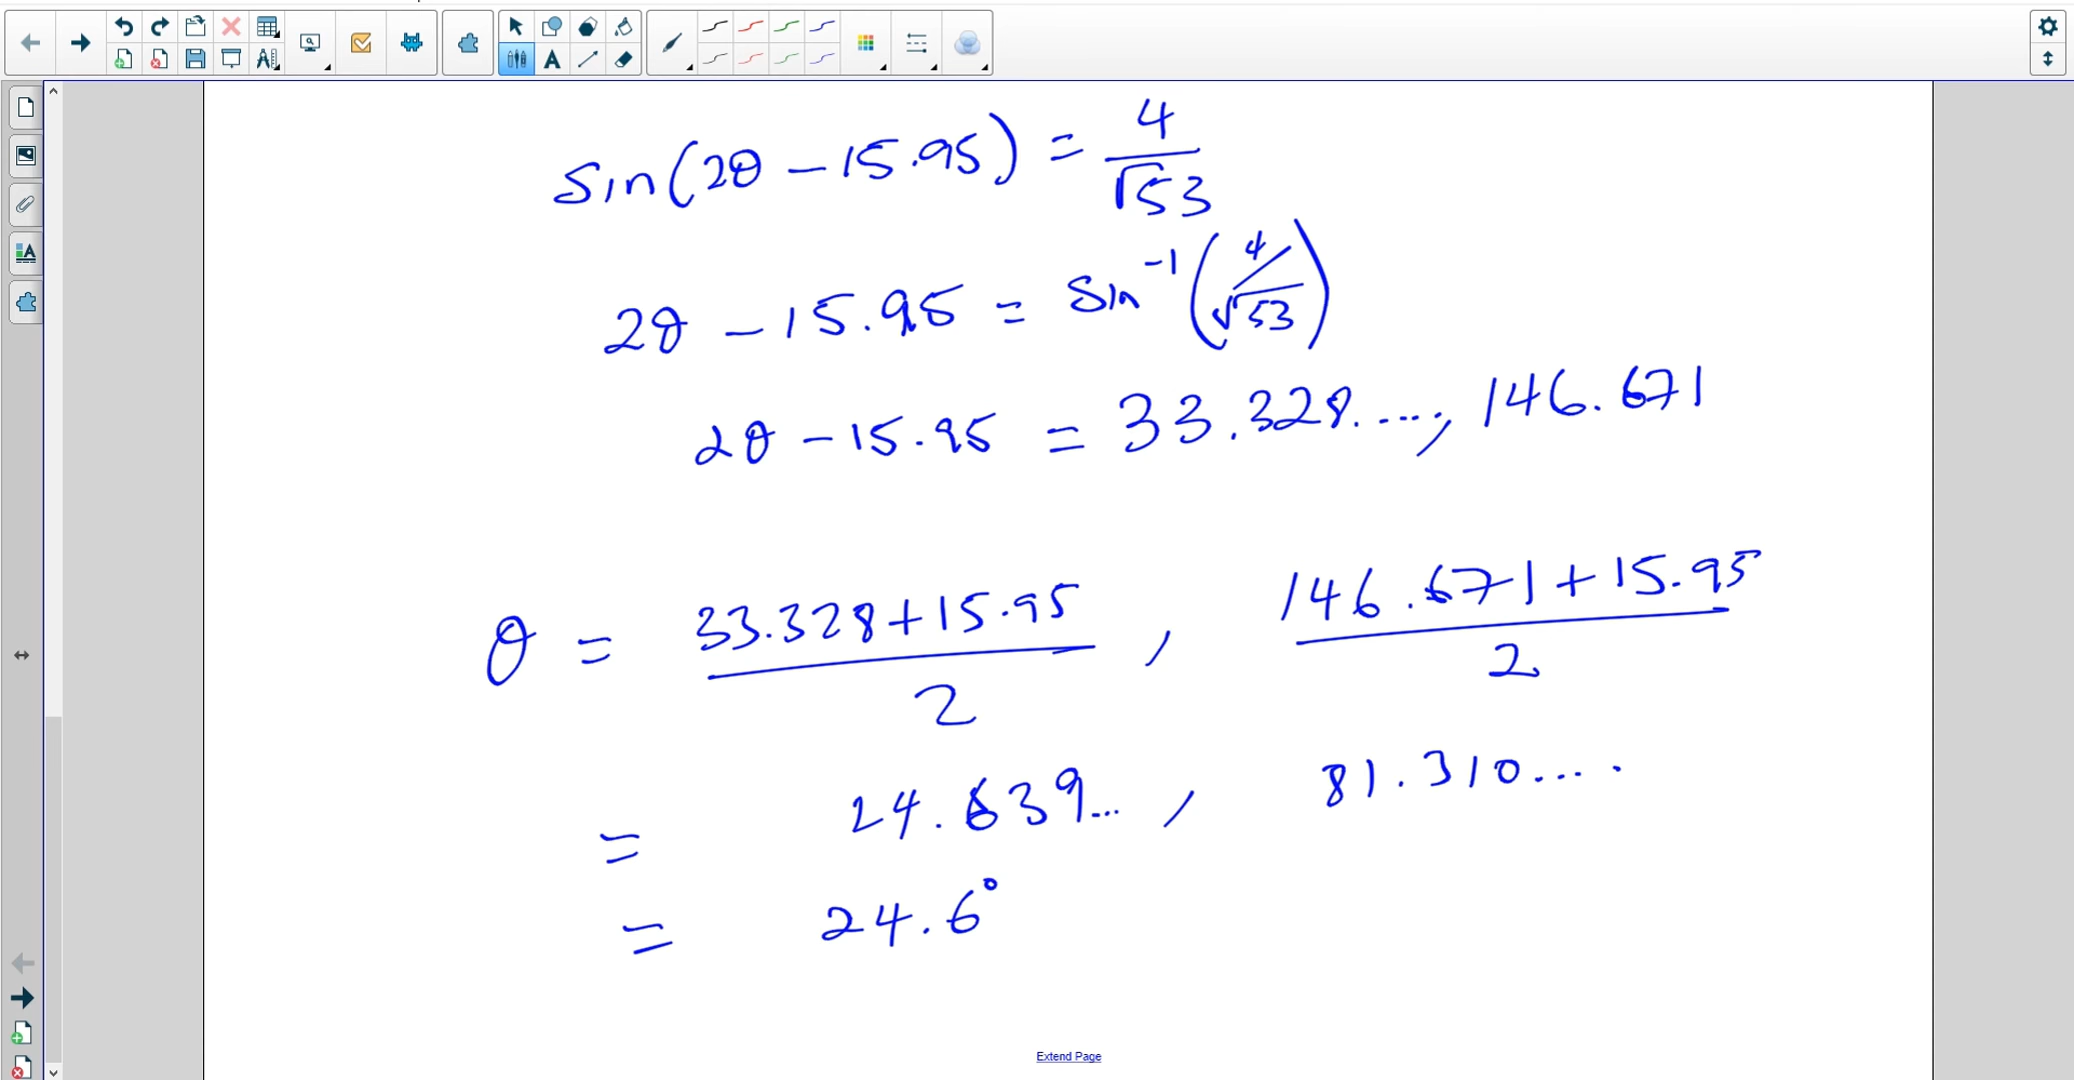 sin(2θ – 15.95) = 4/√53
2θ – 15.95 = sin⁻¹(4/√53)
2θ – 15.95 = 33.328...., 146.671
θ = (33.328+15.95)/2 , (146.671+15.95)/2
= 24.639... , 81.310....
= 24.6°
Extend Page